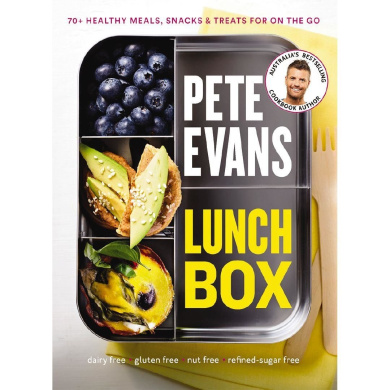 70+ HEALTHY MEALS, SNACKS & TREATS FOR ON THE GO
AUSTRALIA'S BESTSELLING
COOKBOOK AUTHOR
PETE
EVANS
LUNCH
BOX
dairy free gluten free nut free refined-sugar free